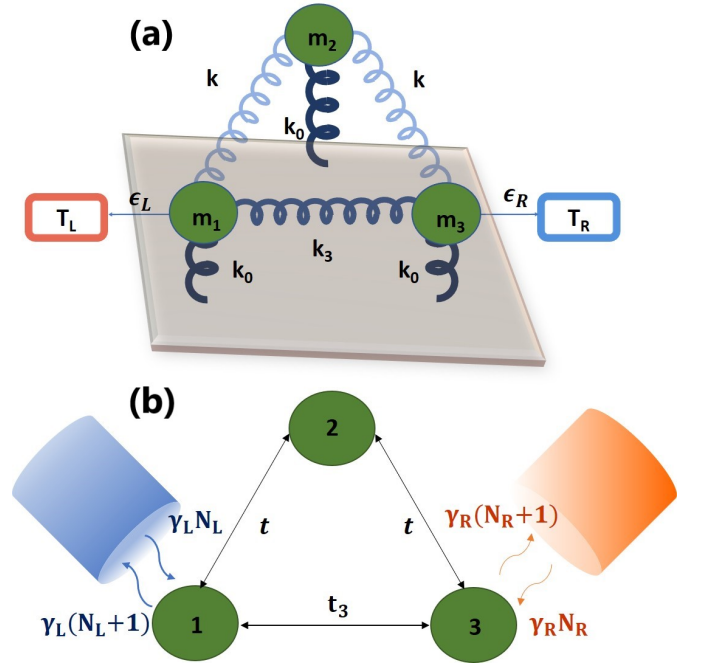 (a)
m₂
k
k
k₀
ϵ_L
ϵ_R
T_L
m₁
m₃
T_R
k₃
k₀
k₀
(b)
2
γ_L N_L
t
t
γ_R(N_R+1)
γ_L(N_L+1)
1
t₃
3
γ_R N_R